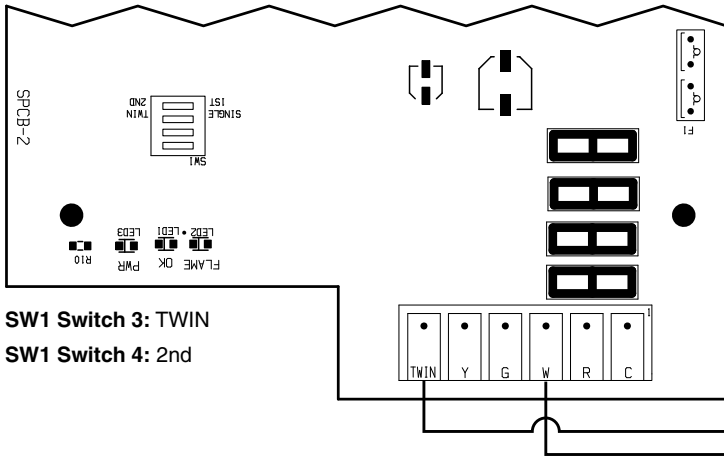 SPCB-2
2ND
1ST
TWIN
SINGLE
SW1
F1
LED3
LED1
LED2
R10
PWR
OK
FLAME
SW1 Switch 3: TWIN
SW1 Switch 4: 2nd
1
TWIN Y G W R C